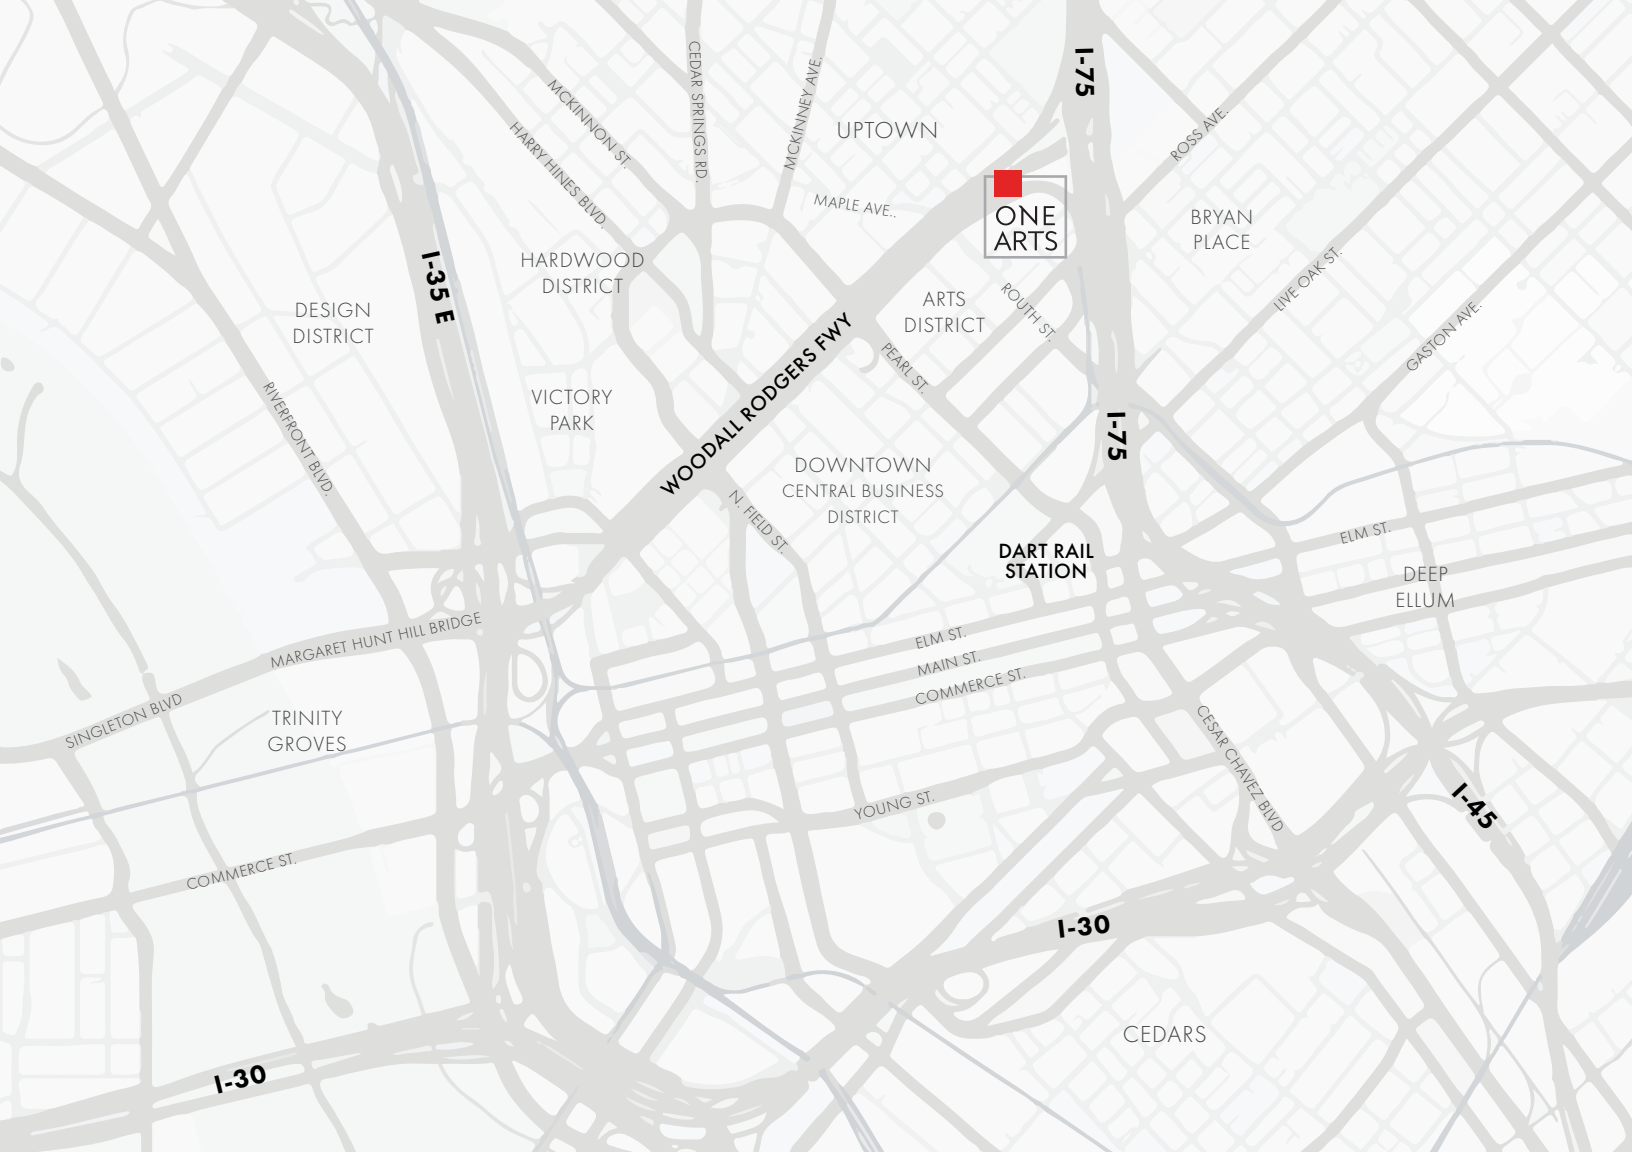 I-75
CEDAR SPRINGS RD.
MCKINNEY AVE.
MCKINNON ST.
HARRY HINES BLVD.
UPTOWN
ROSS AVE.
MAPLE AVE..
ONE
ARTS
BRYAN
PLACE
I-35 E
HARDWOOD
DISTRICT
LIVE OAK ST.
DESIGN
DISTRICT
ARTS
DISTRICT
ROUTH ST.
GASTON AVE.
PEARL ST.
WOODALL RODGERS FWY
RIVERFRONT BLVD.
VICTORY
PARK
I-75
DOWNTOWN
CENTRAL BUSINESS
DISTRICT
N. FIELD ST.
ELM ST.
DART RAIL
STATION
DEEP
ELLUM
MARGARET HUNT HILL BRIDGE
ELM ST.
MAIN ST.
COMMERCE ST.
SINGLETON BLVD
TRINITY
GROVES
CESAR CHAVEZ BLVD
YOUNG ST.
I-45
COMMERCE ST.
I-30
CEDARS
I-30